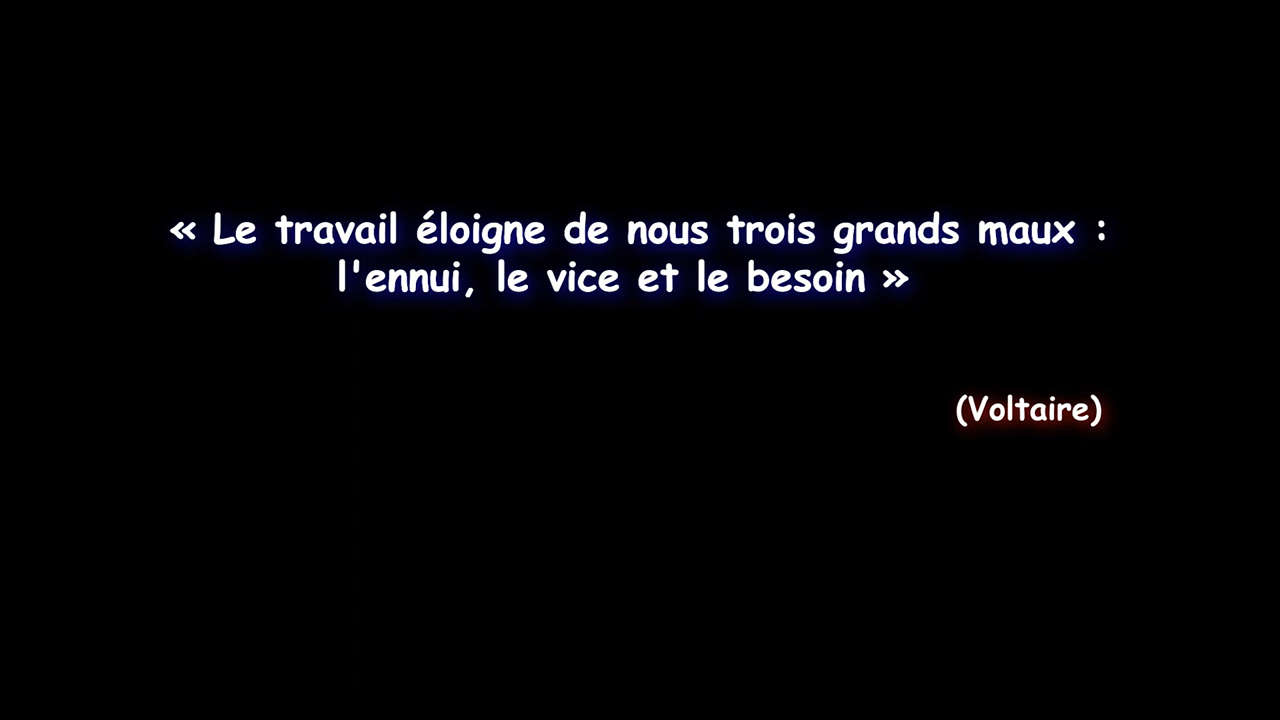 « Le travail éloigne de nous trois grands maux :
l'ennui, le vice et le besoin »
(Voltaire)